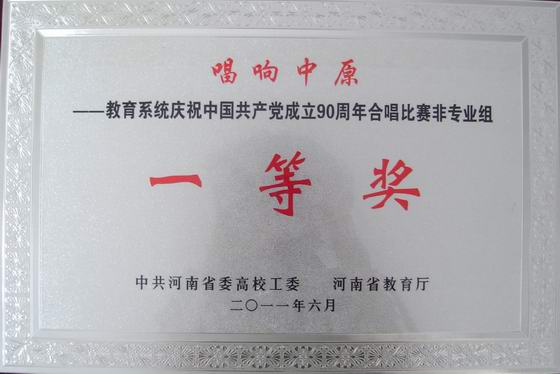 唱响中原
——教育系统庆祝中国共产党成立90周年合唱比赛非专业组
一等奖
中共河南省委高校工委 河南省教育厅
二〇一一年六月